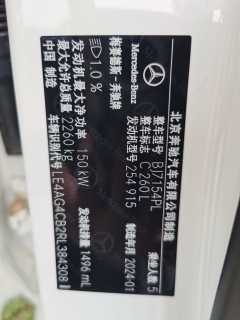 Mercedes-Benz
北京奔驰汽车有限公司制造
整车型号 BJ7154PL 乘坐人数 5
整车标志 C 260 L
发动机型号 254 915 制造年月 2024-01
梅赛德斯-奔驰牌
1.0%
发动机最大净功率 150 kW 发动机排量 1496 mL
最大允许总质量 2260 kg
车辆识别代号 LE4AG4CB2RL384308
中国 制造